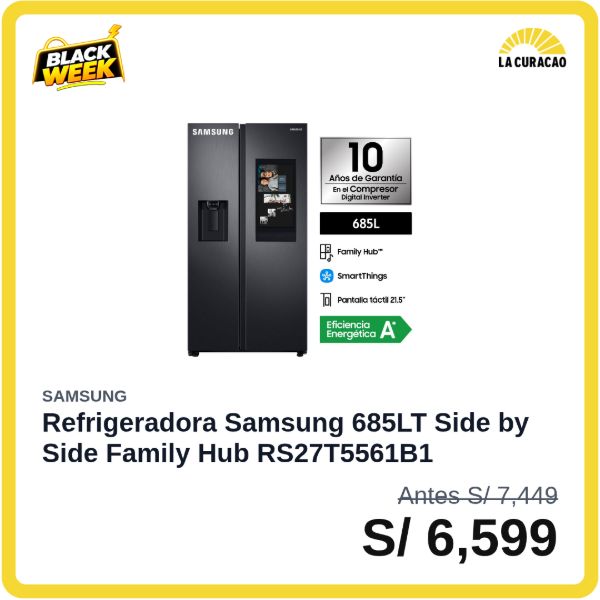 BLACK
WEEK
LA CURACAO
SAMSUNG
10
Años de Garantía
En el Compresor
Digital Inverter
685L
Family Hub™
SmartThings
Pantalla táctil 21.5"
Eficiencia
Energética A*
SAMSUNG
Refrigeradora Samsung 685LT Side by
Side Family Hub RS27T5561B1
Antes S/ 7,449
S/ 6,599